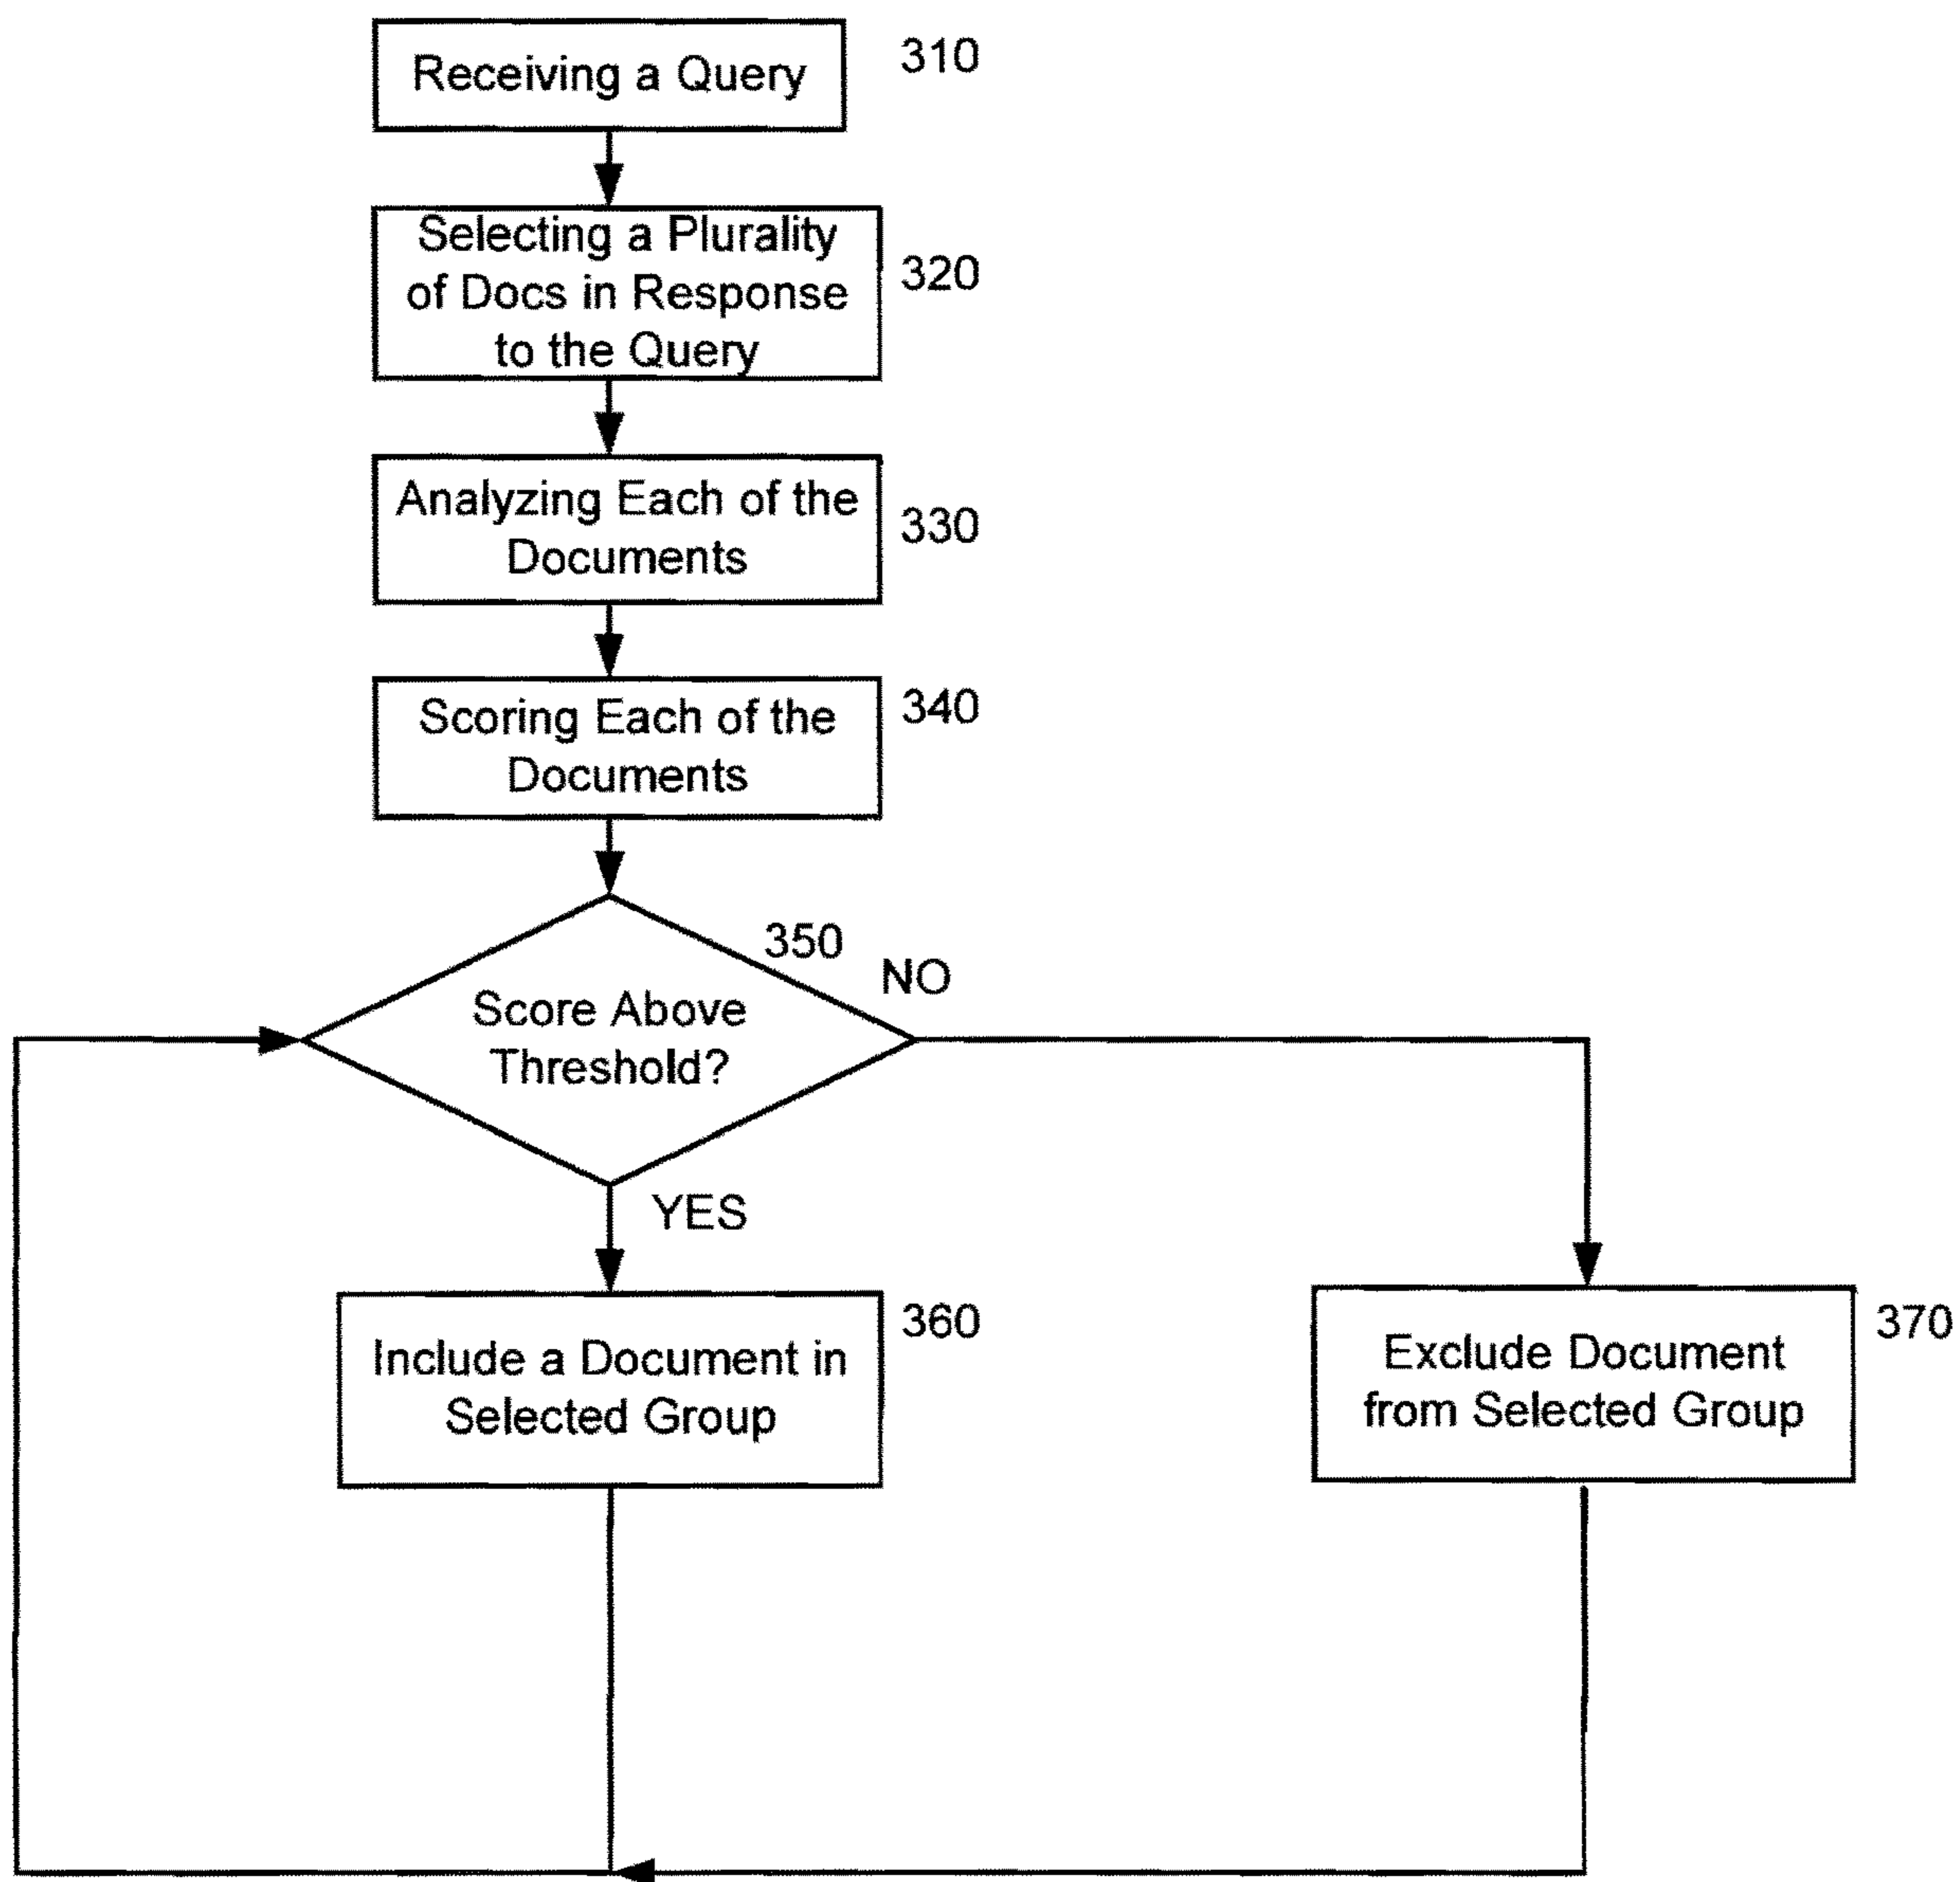 Receiving a Query
310
Selecting a Plurality
of Docs in Response
to the Query
320
Analyzing Each of the
Documents
330
Scoring Each of the
Documents
340
350
NO
Score Above
Threshold?
YES
Include a Document in
Selected Group
360
Exclude Document
from Selected Group
370